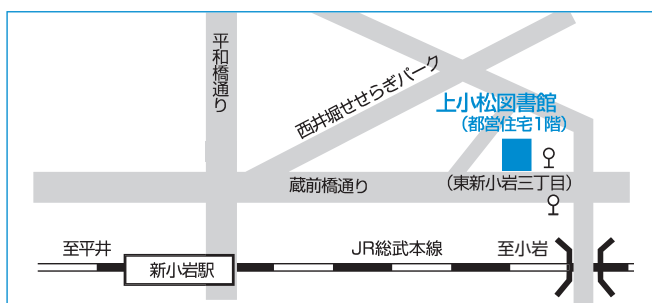 平和橋通り
西井堀せせらぎパーク
上小松図書館
（都営住宅1階）
蔵前橋通り
（東新小岩三丁目）
至平井
新小岩駅
JR総武本線
至小岩